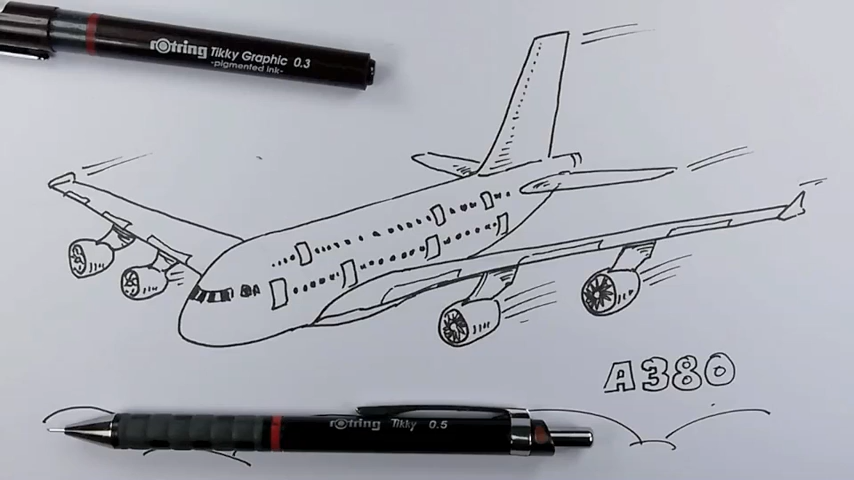 rotring Tikky Graphic 0.3
-pigmented ink-
A380
rotring Tikky 0.5